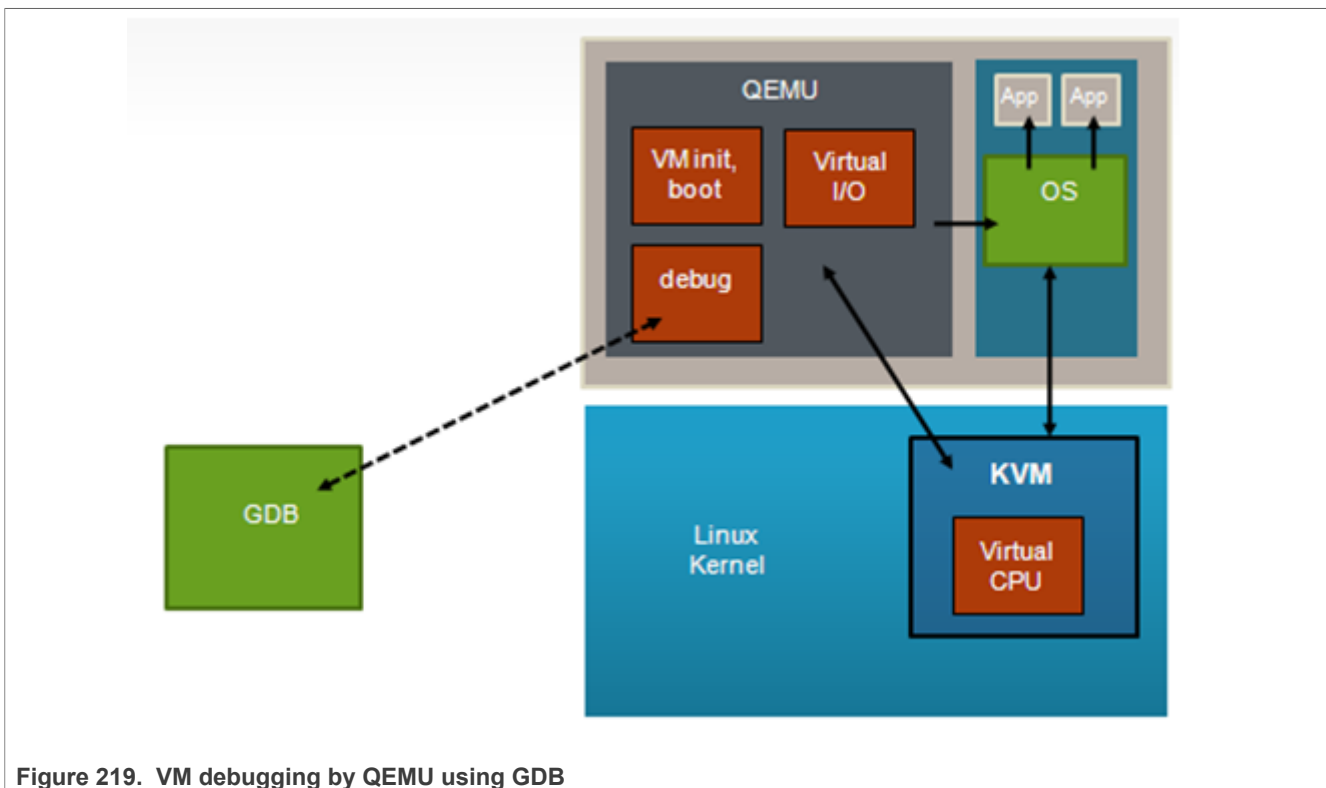 QEMU
VM init,
boot
Virtual
I/O
debug
App
App
OS
GDB
Linux
Kernel
KVM
Virtual
CPU
Figure 219. VM debugging by QEMU using GDB